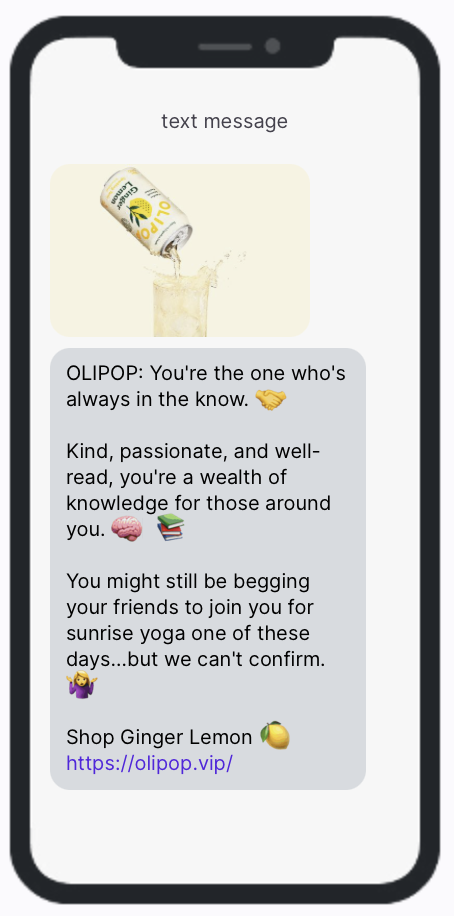 text message
Ginger
Lemon
OLIPOP
OLIPOP: You're the one who's
always in the know. 🤝
Kind, passionate, and well-
read, you're a wealth of
knowledge for those around
you. 🧠 📚
You might still be begging
your friends to join you for
sunrise yoga one of these
days...but we can't confirm.
🤷‍♀️
Shop Ginger Lemon 🍋
https://olipop.vip/